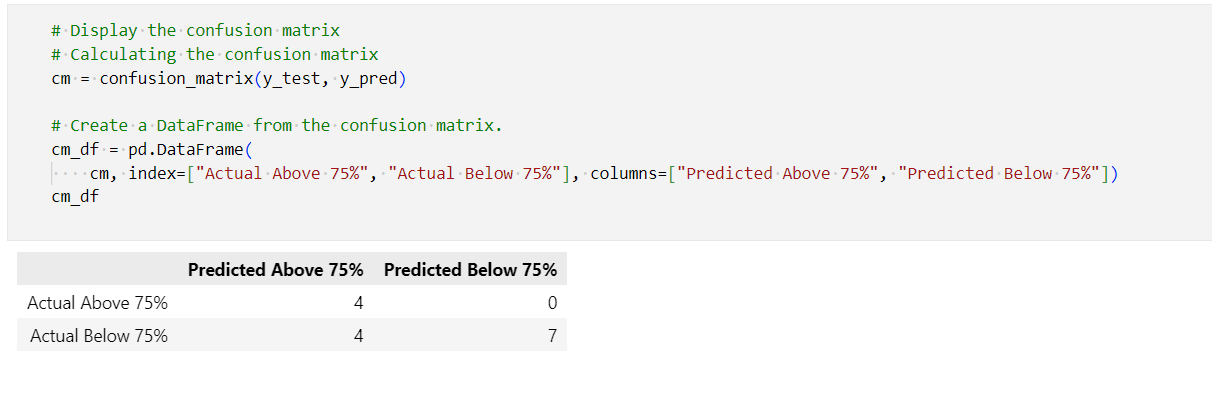 # Display the confusion matrix
# Calculating the confusion matrix
cm = confusion_matrix(y_test, y_pred)
# Create a DataFrame from the confusion matrix.
cm_df = pd.DataFrame(
cm, index=["Actual Above 75%", "Actual Below 75%"], columns=["Predicted Above 75%", "Predicted Below 75%"])
cm_df
Predicted Above 75% Predicted Below 75%
Actual Above 75% 4 0
Actual Below 75% 4 7